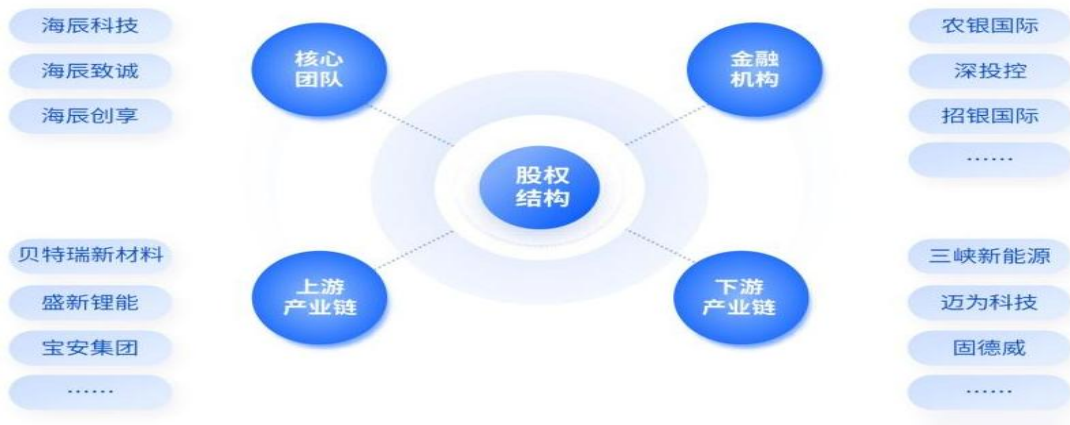 海辰科技
海辰致诚
海辰创享
核心
团队
金融
机构
农银国际
深投控
招银国际
......
股权
结构
贝特瑞新材料
盛新锂能
宝安集团
......
上游
产业链
下游
产业链
三峡新能源
迈为科技
固德威
......